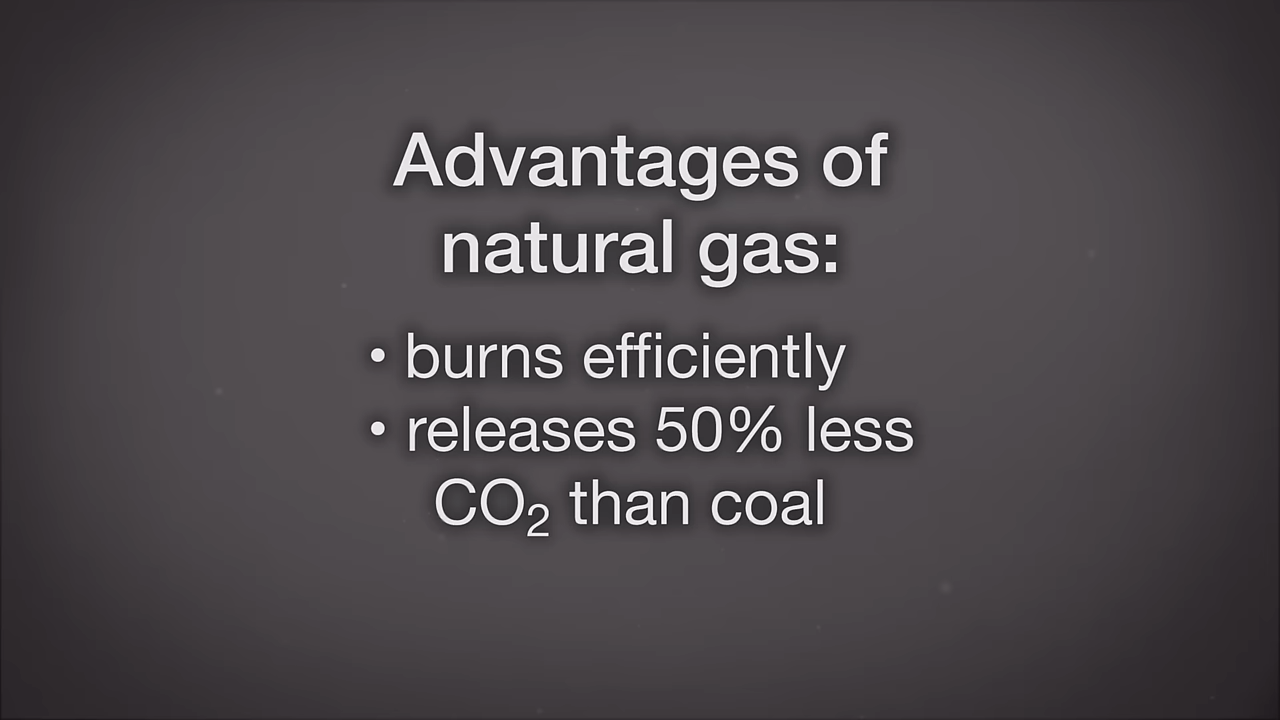 Advantages of
natural gas:
• burns efficiently
• releases 50% less
CO₂ than coal